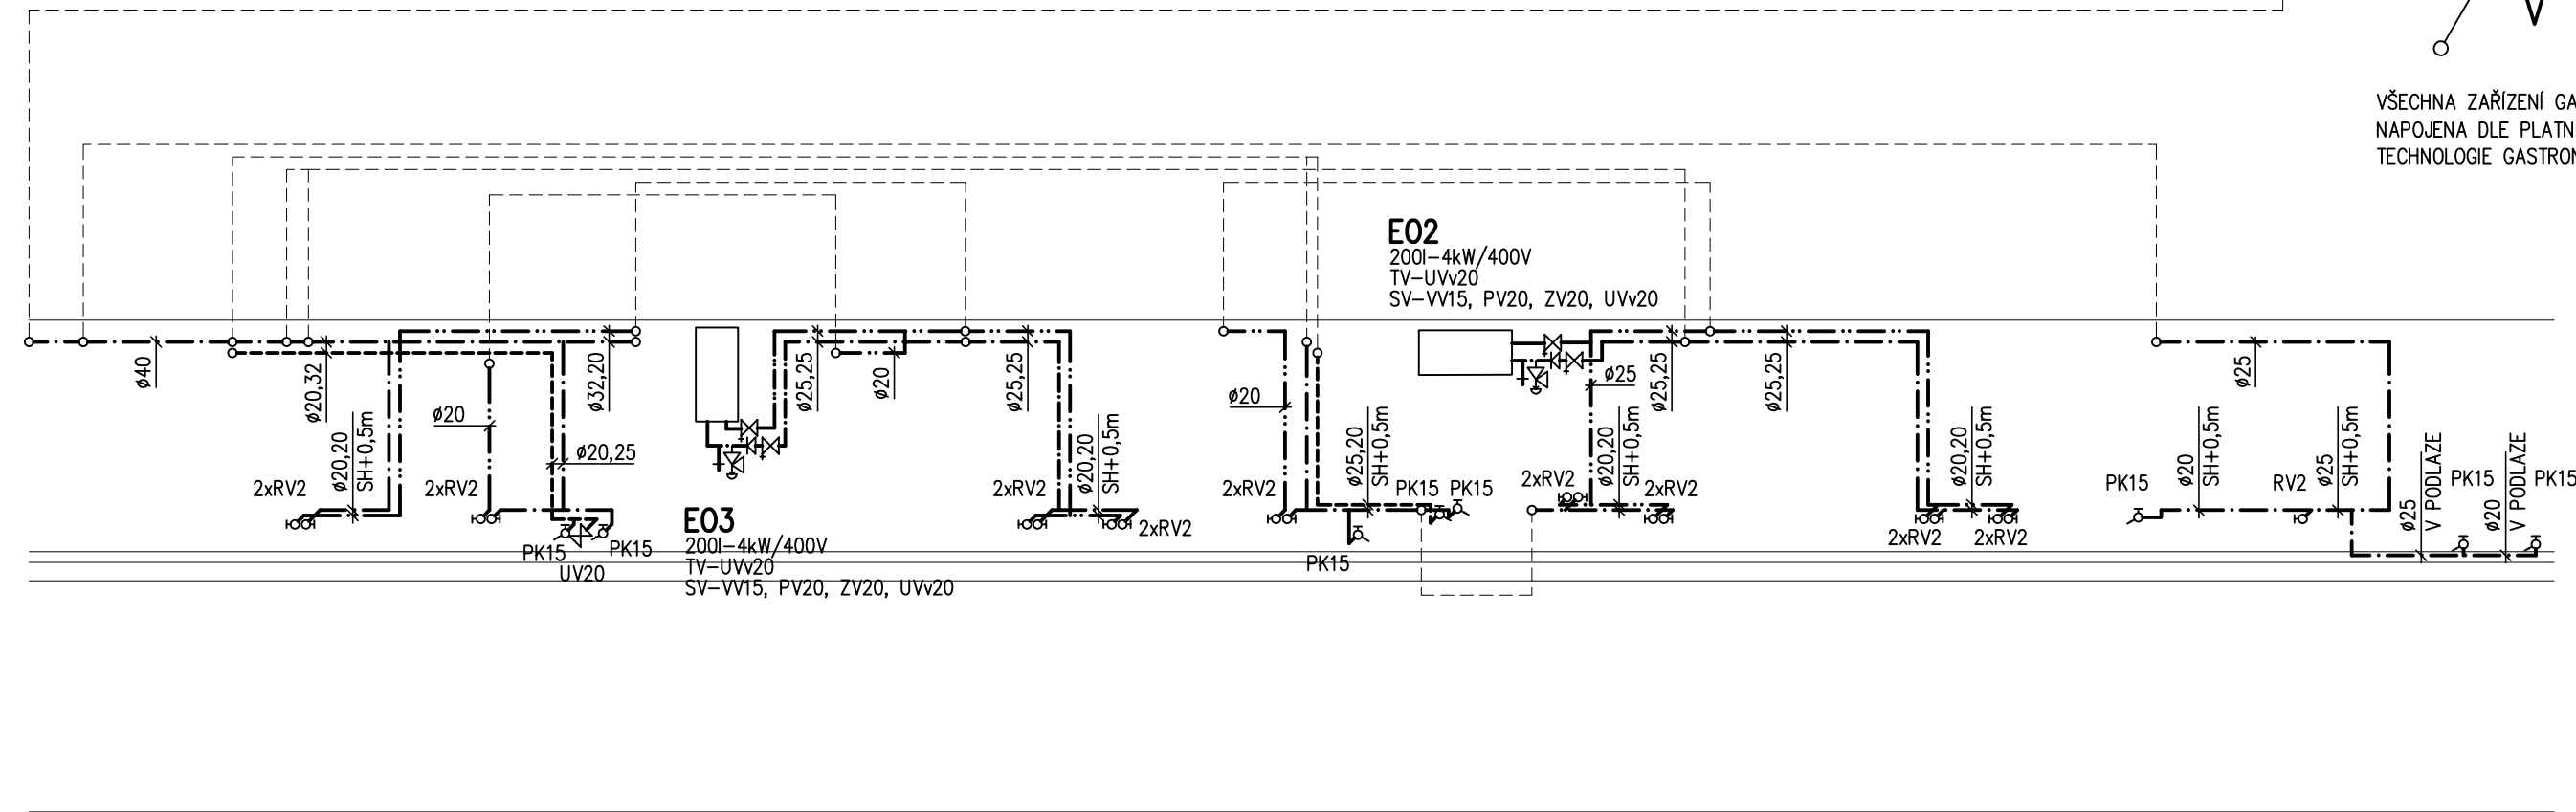 V
VŠECHNA ZAŘÍZENÍ GA
NAPOJENA DLE PLATN
TECHNOLOGIE GASTRON
EO2
200l-4kW/400V
TV-UVv20
SV-VV15, PV20, ZV20, UVv20
ø40
ø20,32
ø32,20
ø25,25
ø20
ø25,25
ø25
ø25,25
ø25,25
ø25
ø20
ø20
ø20,20
SH+0,5m
ø20,25
ø20,20
SH+0,5m
ø25,20
SH+0,5m
ø20,20
SH+0,5m
ø20,20
SH+0,5m
ø20
SH+0,5m
ø25
SH+0,5m
ø25
V PODLAZE
ø20
V PODLAZE
2xRV2
2xRV2
2xRV2
2xRV2
PK15
PK15
2xRV2
2xRV2
PK15
RV2
PK15
PK15
EO3
200l-4kW/400V
TV-UVv20
SV-VV15, PV20, ZV20, UVv20
PK15
PK15
UV20
2xRV2
PK15
2xRV2
2xRV2